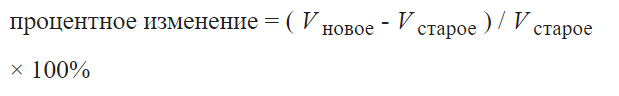 процентное изменение = ( V новое - V старое ) / V старое
× 100%